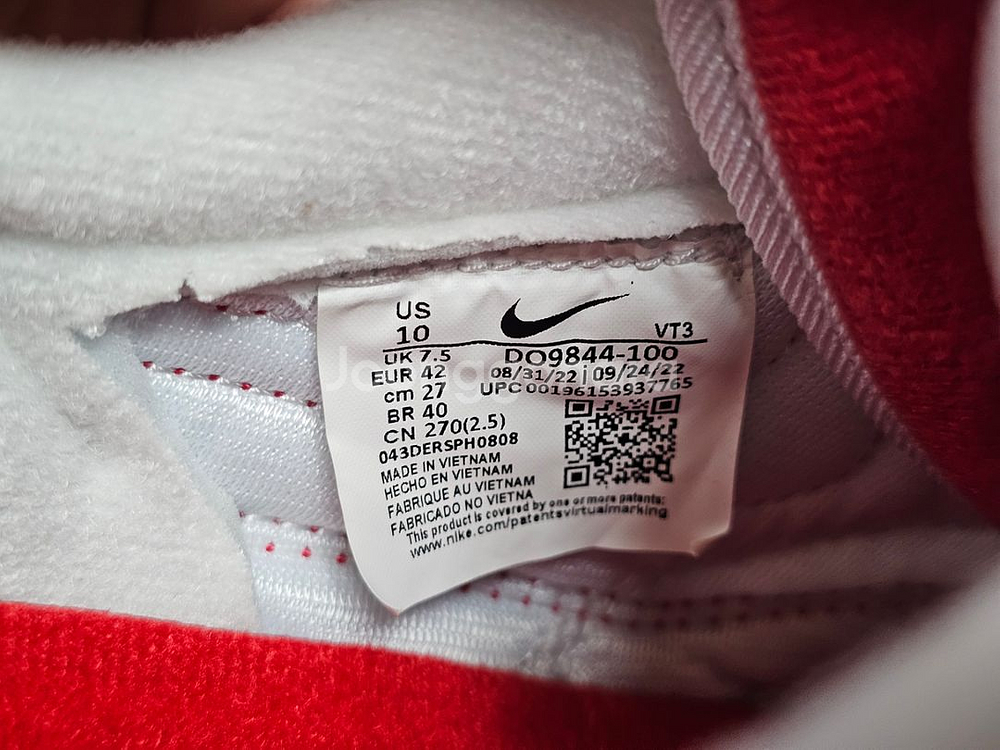 US
10
VT3
UK 7.5
EUR 42
cm 27
BR 40
CN 270(2.5)
DO9844-100
08/31/22 | 09/24/22
UPC 00196153937765
043DERSPH0808
MADE IN VIETNAM
HECHO EN VIETNAM
FABRIQUE AU VIETNAM
FABRICADO NO VIETNA
This product is covered by one or more patents:
www.nike.com/patentsvirtualmarking